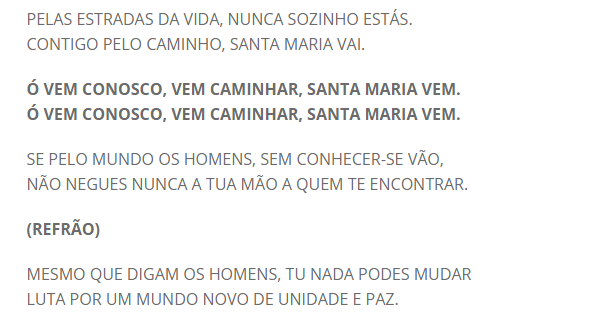 PELAS ESTRADAS DA VIDA, NUNCA SOZINHO ESTÁS.
CONTIGO PELO CAMINHO, SANTA MARIA VAI.
Ó VEM CONOSCO, VEM CAMINHAR, SANTA MARIA VEM.
Ó VEM CONOSCO, VEM CAMINHAR, SANTA MARIA VEM.
SE PELO MUNDO OS HOMENS, SEM CONHECER-SE VÃO,
NÃO NEGUES NUNCA A TUA MÃO A QUEM TE ENCONTRAR.
(REFRÃO)
MESMO QUE DIGAM OS HOMENS, TU NADA PODES MUDAR
LUTA POR UM MUNDO NOVO DE UNIDADE E PAZ.